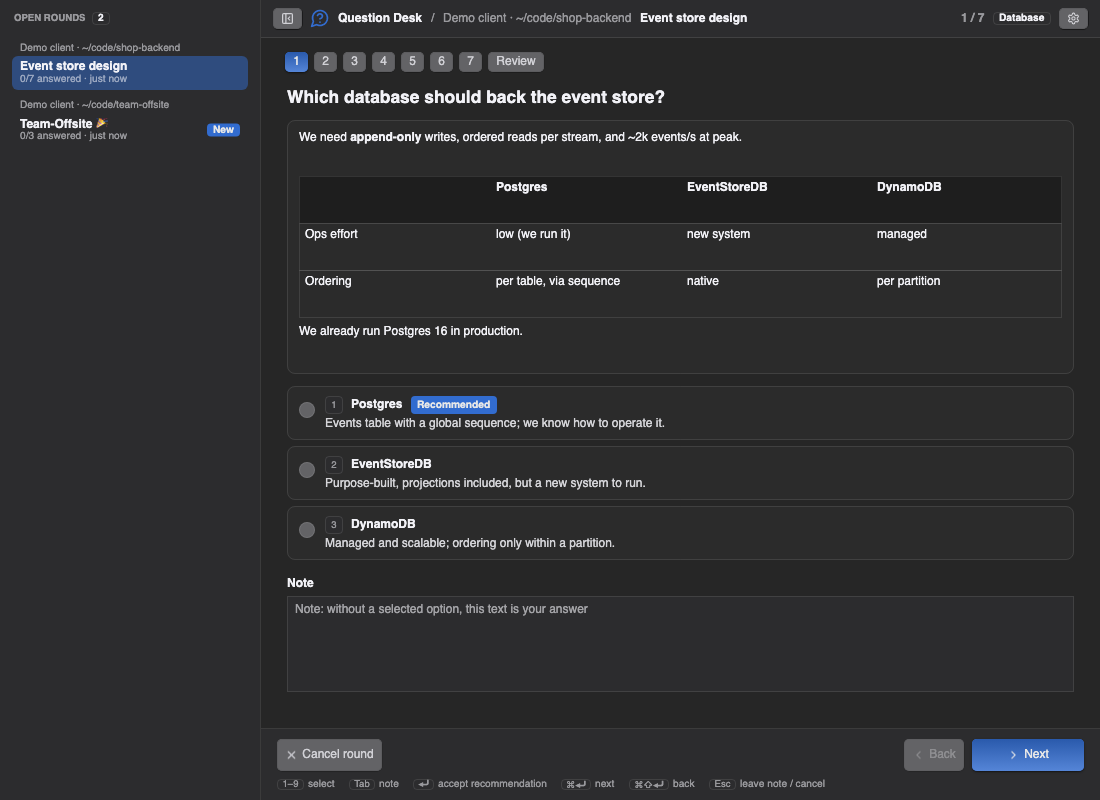 OPEN ROUNDS 2
Demo client · ~/code/shop-backend
Event store design
0/7 answered · just now
Demo client · ~/code/team-offsite
Team-Offsite 🎉
0/3 answered · just now
New
Question Desk / Demo client · ~/code/shop-backend Event store design
1 / 7 Database
1 2 3 4 5 6 7 Review
Which database should back the event store?
We need append-only writes, ordered reads per stream, and ~2k events/s at peak.
Postgres EventStoreDB DynamoDB
Ops effort low (we run it) new system managed
Ordering per table, via sequence native per partition
We already run Postgres 16 in production.
1 Postgres Recommended
Events table with a global sequence; we know how to operate it.
2 EventStoreDB
Purpose-built, projections included, but a new system to run.
3 DynamoDB
Managed and scalable; ordering only within a partition.
Note
Note: without a selected option, this text is your answer
Cancel round
Back
Next
1–9 select Tab note ↵ accept recommendation ⌘↵ next ⌘⇧↵ back Esc leave note / cancel